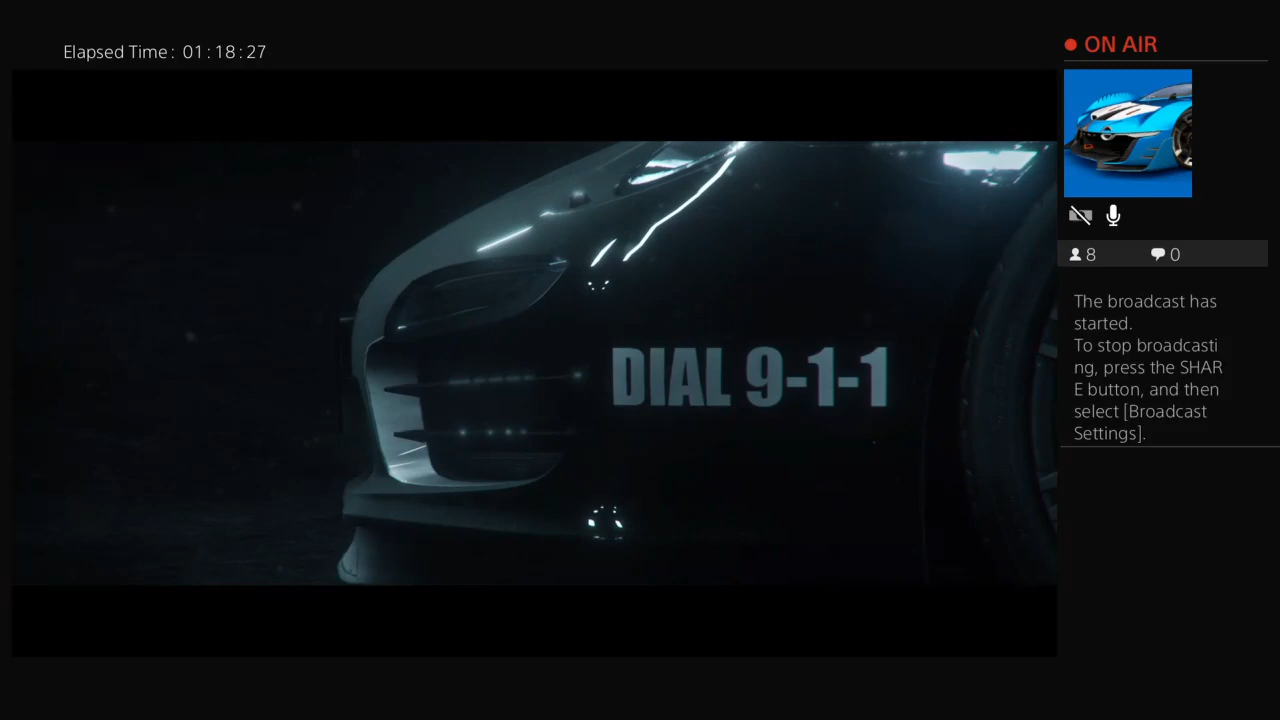 Elapsed Time: 01:18:27
ON AIR
DIAL 9-1-1
8
0
The broadcast has
started.
To stop broadcasti
ng, press the SHAR
E button, and then
select [Broadcast
Settings].